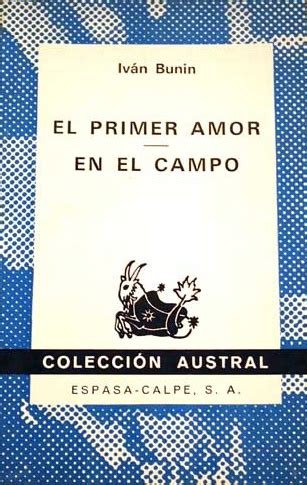 Iván Bunin
EL PRIMER AMOR
EN EL CAMPO
COLECCIÓN AUSTRAL
ESPASA-CALPE, S. A.